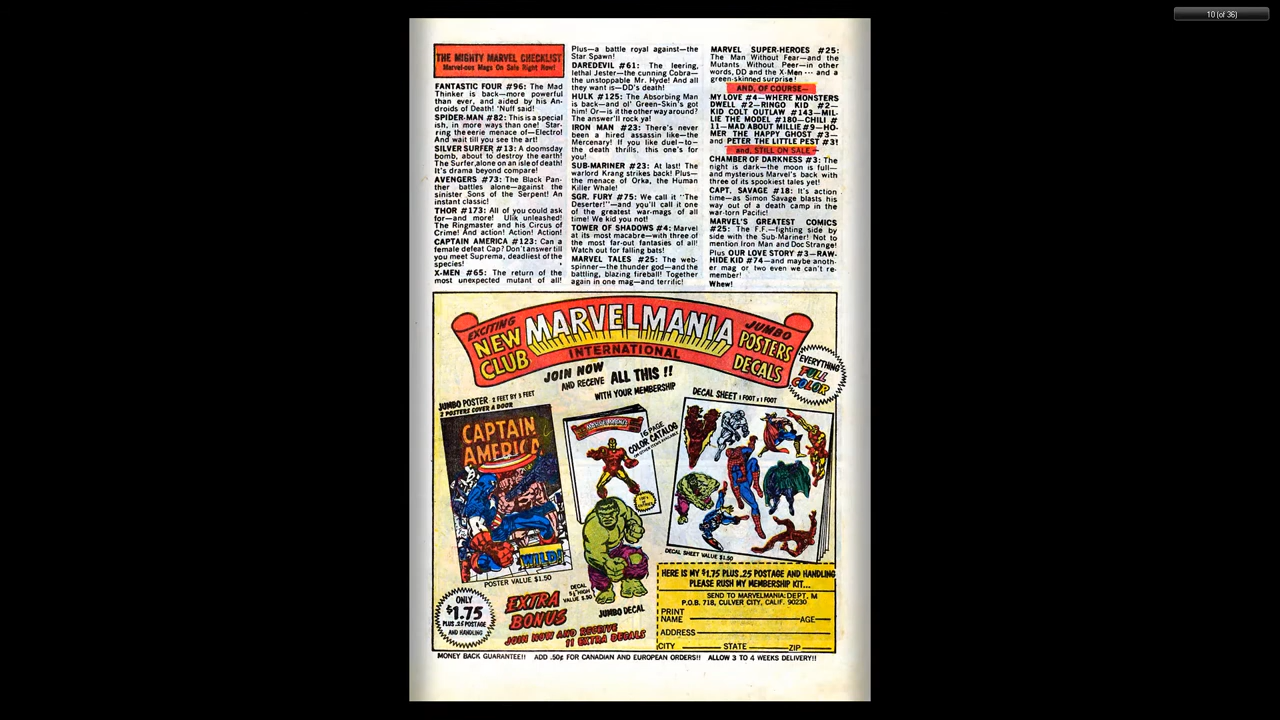 10 (of 36)
THE MIGHTY MARVEL CHECKLIST
Marvel-ous Mags On Sale Right Now!
FANTASTIC FOUR #96: The Mad
Thinker is back—more powerful
than ever, and aided by his An-
droids of Death! 'Nuff said!
SPIDER-MAN #82: This is a special
ish, in more ways than one! Star-
ring the eerie menace of—Electro!
And wait till you see the art!
SILVER SURFER #13: A doomsday
bomb, about to destroy the earth!
The Surfer, alone on an isle of death!
It's drama beyond compare!
AVENGERS #73: The Black Pan-
ther battles alone—against the
sinister Sons of the Serpent! An
instant classic!
THOR #173: All of you could ask
for—and more! Ulik unleashed!
The Ringmaster and his Circus of
Crime! And action! Action! Action!
CAPTAIN AMERICA #123: Can a
female defeat Cap? Don't answer till
you meet Suprema, deadliest of the
species!
X-MEN #65: The return of the
most unexpected mutant of all!
Plus—a battle royal against—the
Star Spawn!
DAREDEVIL #61: The leering,
lethal Jester—the cunning Cobra—
the unstoppable Mr. Hyde! And all
they want is—DD's death!
HULK #125: The Absorbing Man
is back—and ol' Green-Skin's got
him! Or—is it the other way around?
The answer'll rock ya!
IRON MAN #23: There's never
been a hired assassin like—the
Mercenary! If you like duel-to-
the death thrills, this one's for
you!
SUB-MARINER #23: At last! The
warlord Krang strikes back! Plus—
the menace of Orka, the Human
Killer Whale!
SGR. FURY #75: We call it "The
Deserter!"—and you'll call it one
of the greatest war-mags of all
time! We kid you not!
TOWER OF SHADOWS #4: Marvel
at its most macabre—with three of
the most far-out fantasies of all!
Watch out for falling bats!
MARVEL TALES #25: The web-
spinner—the thunder god—and the
battling, blazing fireball! Together
again in one mag—and terrific!
MARVEL SUPER-HEROES #25:
The Man Without Fear—and the
Mutants Without Peer—in other
words, DD and the X-Men ··· and a
green-skinned surprise!
AND, OF COURSE—
MY LOVE #4—WHERE MONSTERS
DWELL #2—RINGO KID #2—
KID COLT OUTLAW #143—MIL-
LIE THE MODEL #180—CHILI #
11—MAD ABOUT MILLIE #9—HO-
MER THE HAPPY GHOST #3—
and PETER THE LITTLE PEST #3!
and, STILL ON SALE—
CHAMBER OF DARKNESS #3: The
night is dark—the moon is full—
and mysterious Marvel's back with
three of its spookiest tales yet!
CAPT. SAVAGE #18: It's action
time—as Simon Savage blasts his
way out of a death camp in the
war-torn Pacific!
MARVEL'S GREATEST COMICS
#25: The F.F.—fighting side by
side with the Sub-Mariner! Not to
mention Iron Man and Doc Strange!
Plus OUR LOVE STORY #3—RAW-
HIDE KID #74—and maybe anoth-
er mag or two even we can't re-
member!
Whew!
EXCITING
NEW
CLUB
MARVELMANIA
INTERNATIONAL
JUMBO
POSTERS
DECALS
EVERYTHING
FULL
COLOR
JOIN NOW
AND RECEIVE ALL THIS !!
WITH YOUR MEMBERSHIP
JUMBO POSTER 2 FEET BY 3 FEET
2 POSTERS COVER A DOOR
CAPTAIN
AMERICA
WILD!
POSTER VALUE $1.50
16 PAGE
COLOR CATALOG
DECAL SHEET 1 FOOT x 1 FOOT
DECAL SHEET VALUE $1.50
ONLY
$1.75
PLUS .25 POSTAGE
AND HANDLING
EXTRA
BONUS
JOIN NOW AND RECEIVE
!! EXTRA DECALS
DECAL
5½" HIGH
VALUE $.50
JUMBO DECAL
HERE IS MY $1.75 PLUS .25 POSTAGE AND HANDLING
PLEASE RUSH MY MEMBERSHIP KIT...
SEND TO MARVELMANIA: DEPT. M
P.O.B. 718, CULVER CITY, CALIF. 90230
PRINT
NAME AGE
ADDRESS
CITY STATE ZIP
MONEY BACK GUARANTEE!! ADD .50¢ FOR CANADIAN AND EUROPEAN ORDERS!! ALLOW 3 TO 4 WEEKS DELIVERY!!